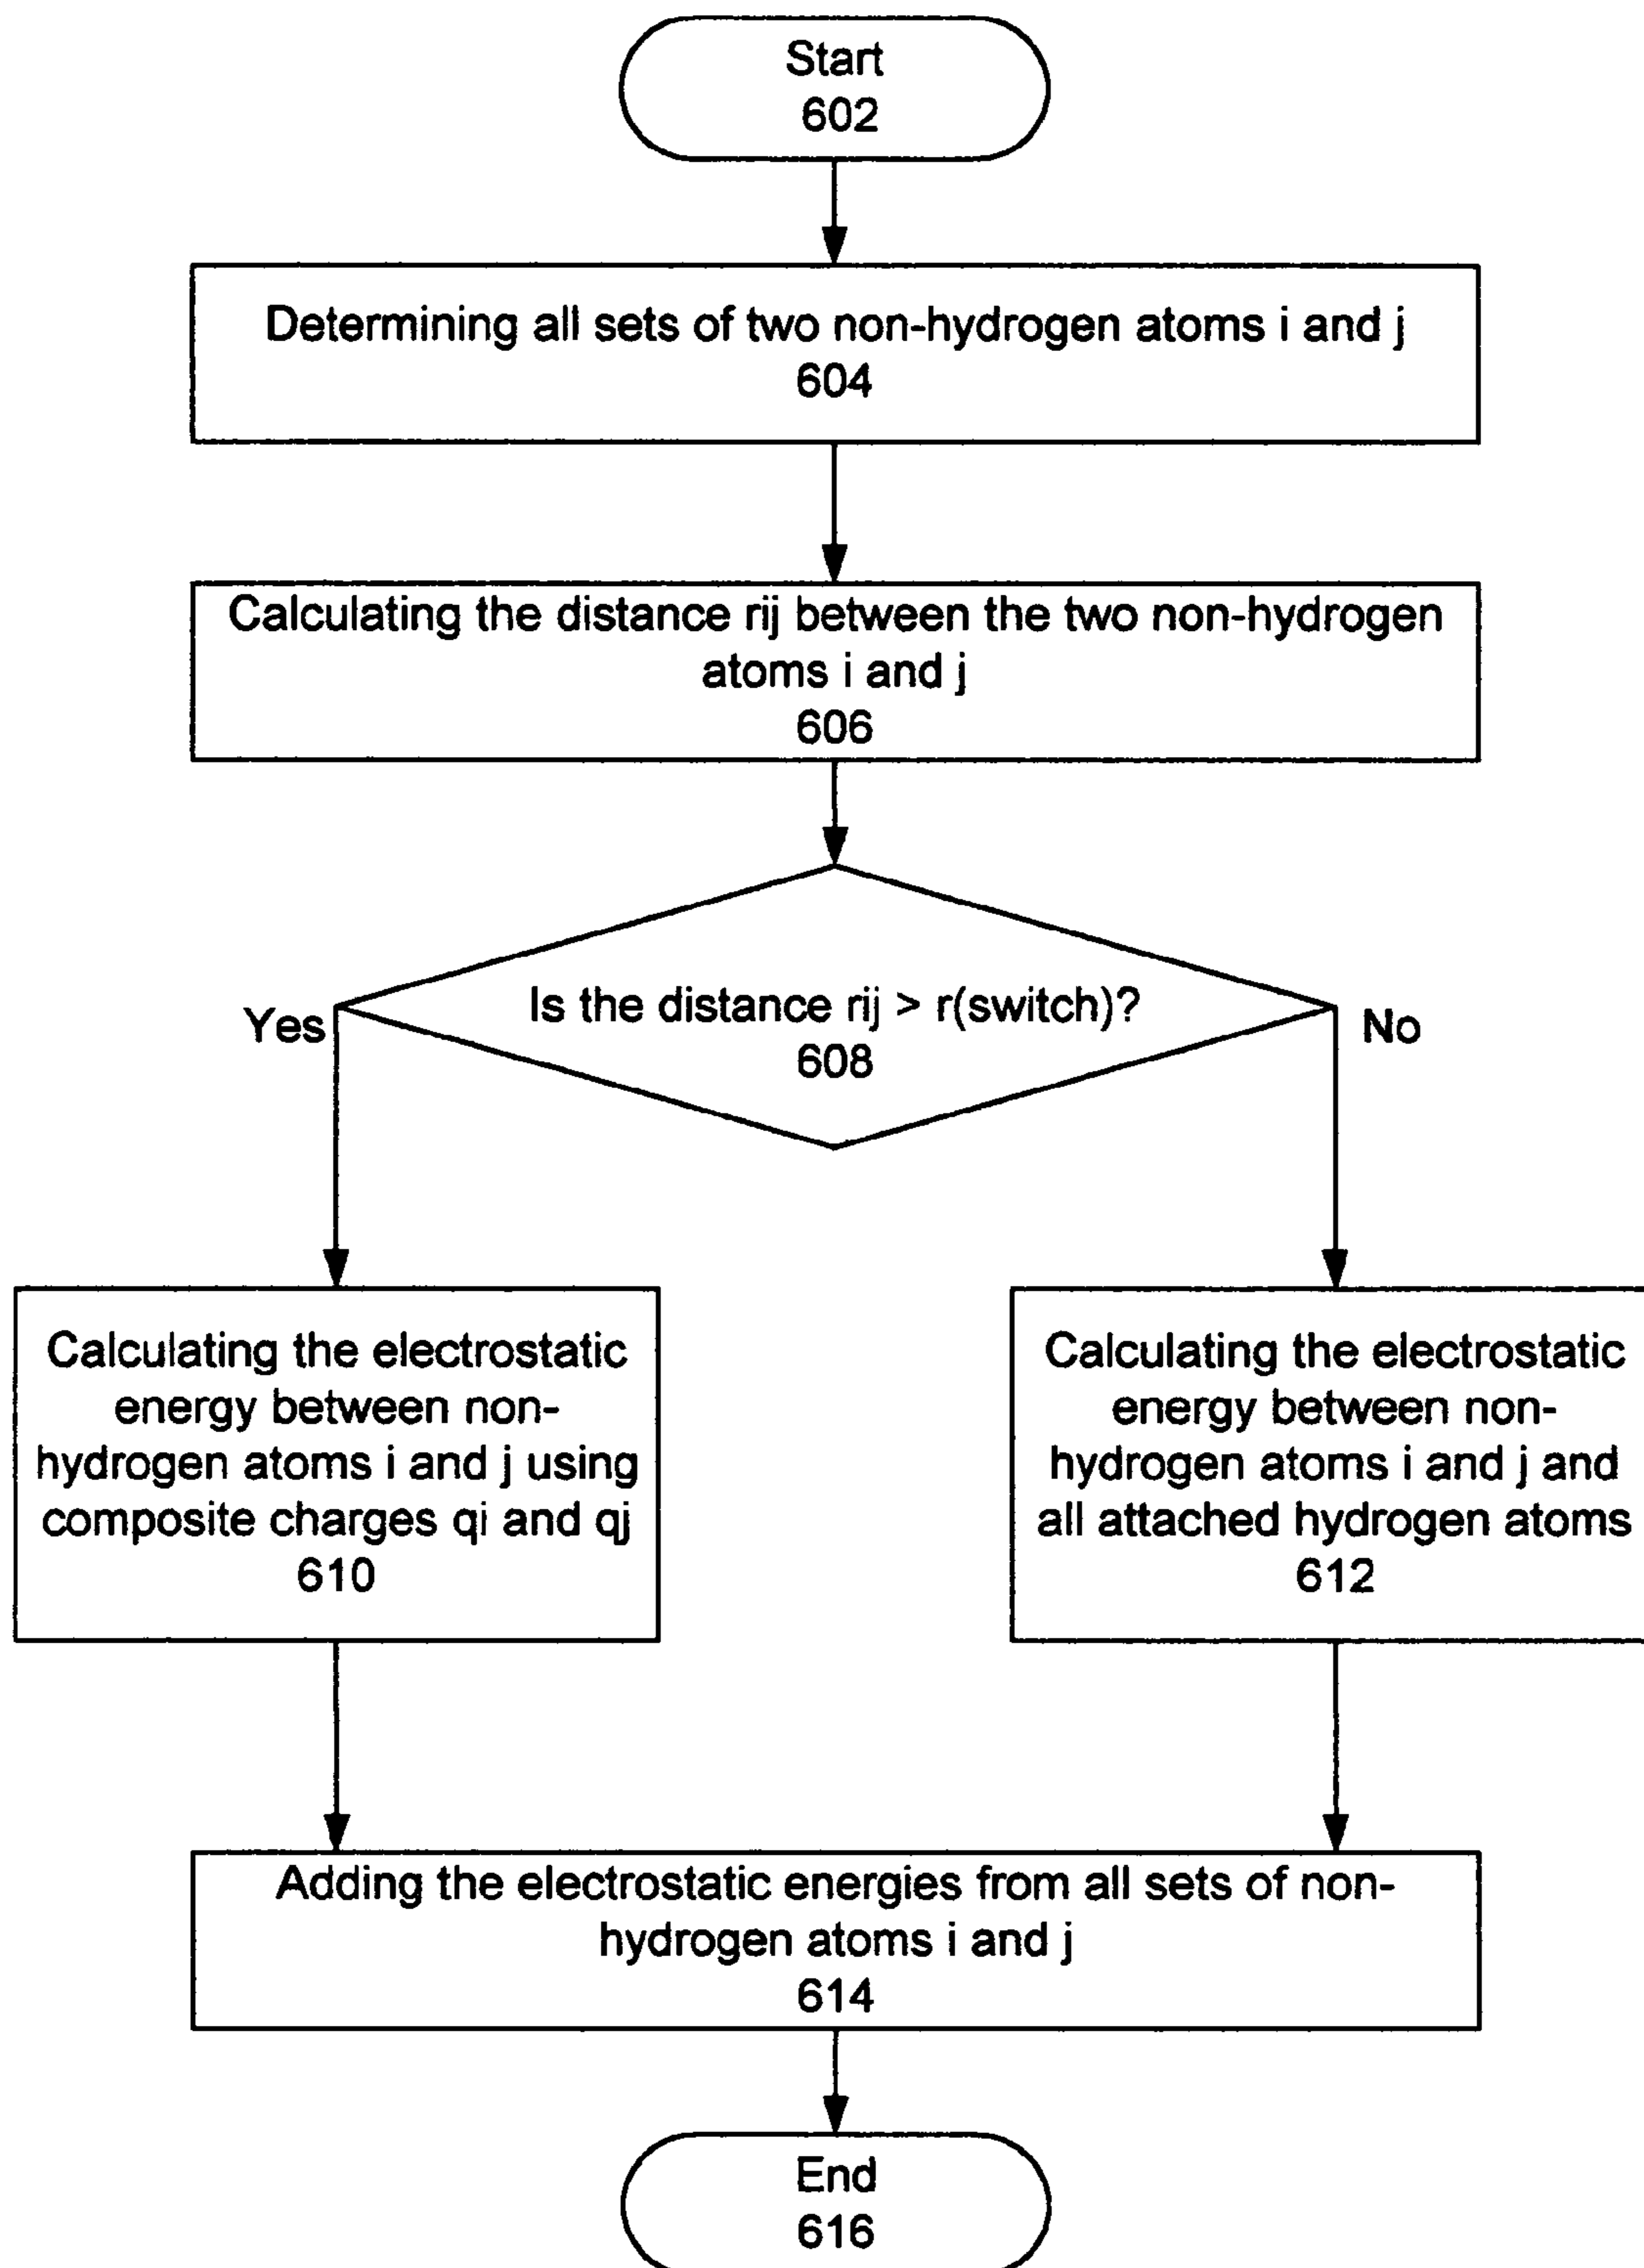 Start
602
Determining all sets of two non-hydrogen atoms i and j
604
Calculating the distance rij between the two non-hydrogen
atoms i and j
606
Is the distance rij > r(switch)?
608
Yes
No
Calculating the electrostatic
energy between non-
hydrogen atoms i and j using
composite charges qi and qj
610
Calculating the electrostatic
energy between non-
hydrogen atoms i and j and
all attached hydrogen atoms
612
Adding the electrostatic energies from all sets of non-
hydrogen atoms i and j
614
End
616